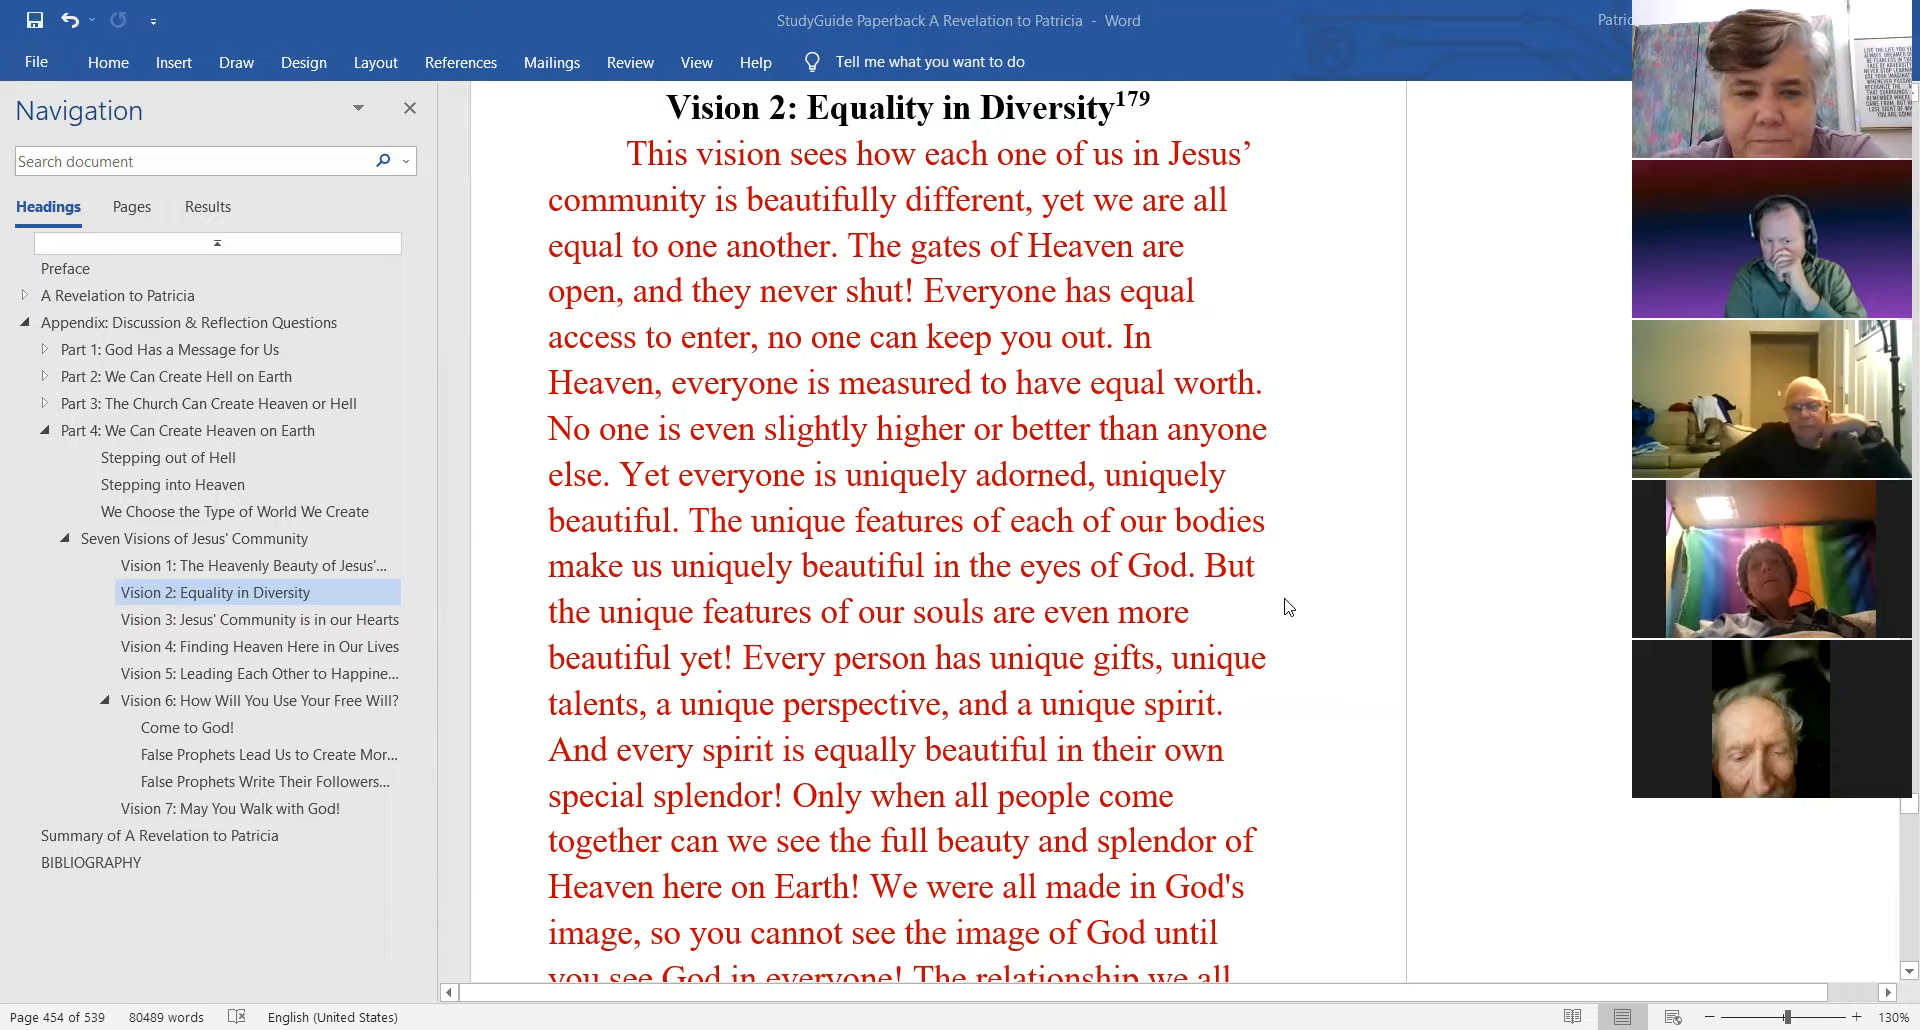 StudyGuide Paperback A Revelation to Patricia - Word
Patric
File Home Insert Draw Design Layout References Mailings Review View Help Tell me what you want to do
Navigation
Search document
Headings Pages Results
Preface
A Revelation to Patricia
Appendix: Discussion & Reflection Questions
Part 1: God Has a Message for Us
Part 2: We Can Create Hell on Earth
Part 3: The Church Can Create Heaven or Hell
Part 4: We Can Create Heaven on Earth
Stepping out of Hell
Stepping into Heaven
We Choose the Type of World We Create
Seven Visions of Jesus' Community
Vision 1: The Heavenly Beauty of Jesus'...
Vision 2: Equality in Diversity
Vision 3: Jesus' Community is in our Hearts
Vision 4: Finding Heaven Here in Our Lives
Vision 5: Leading Each Other to Happine...
Vision 6: How Will You Use Your Free Will?
Come to God!
False Prophets Lead Us to Create Mor...
False Prophets Write Their Followers...
Vision 7: May You Walk with God!
Summary of A Revelation to Patricia
BIBLIOGRAPHY
Vision 2: Equality in Diversity179
This vision sees how each one of us in Jesus’
community is beautifully different, yet we are all
equal to one another. The gates of Heaven are
open, and they never shut! Everyone has equal
access to enter, no one can keep you out. In
Heaven, everyone is measured to have equal worth.
No one is even slightly higher or better than anyone
else. Yet everyone is uniquely adorned, uniquely
beautiful. The unique features of each of our bodies
make us uniquely beautiful in the eyes of God. But
the unique features of our souls are even more
beautiful yet! Every person has unique gifts, unique
talents, a unique perspective, and a unique spirit.
And every spirit is equally beautiful in their own
special splendor! Only when all people come
together can we see the full beauty and splendor of
Heaven here on Earth! We were all made in God's
image, so you cannot see the image of God until
you see God in everyone! The relationship we all
Page 454 of 539 80489 words English (United States)
130%